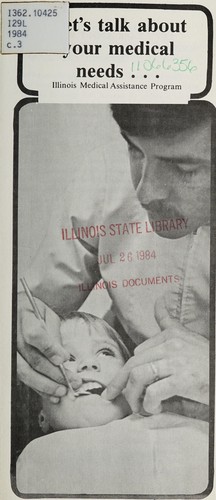 I362.10425
I29L
1984
c.3
et's talk about
your medical
needs . . .
11066356
Illinois Medical Assistance Program
ILLINOIS STATE LIBRARY
JUL 26 1984
ILLINOIS DOCUMENTS